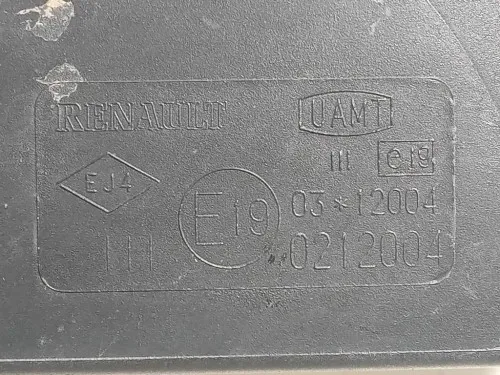 RENAULT UAMT
III e19
EJ4
E19 03*12004
III 0212004